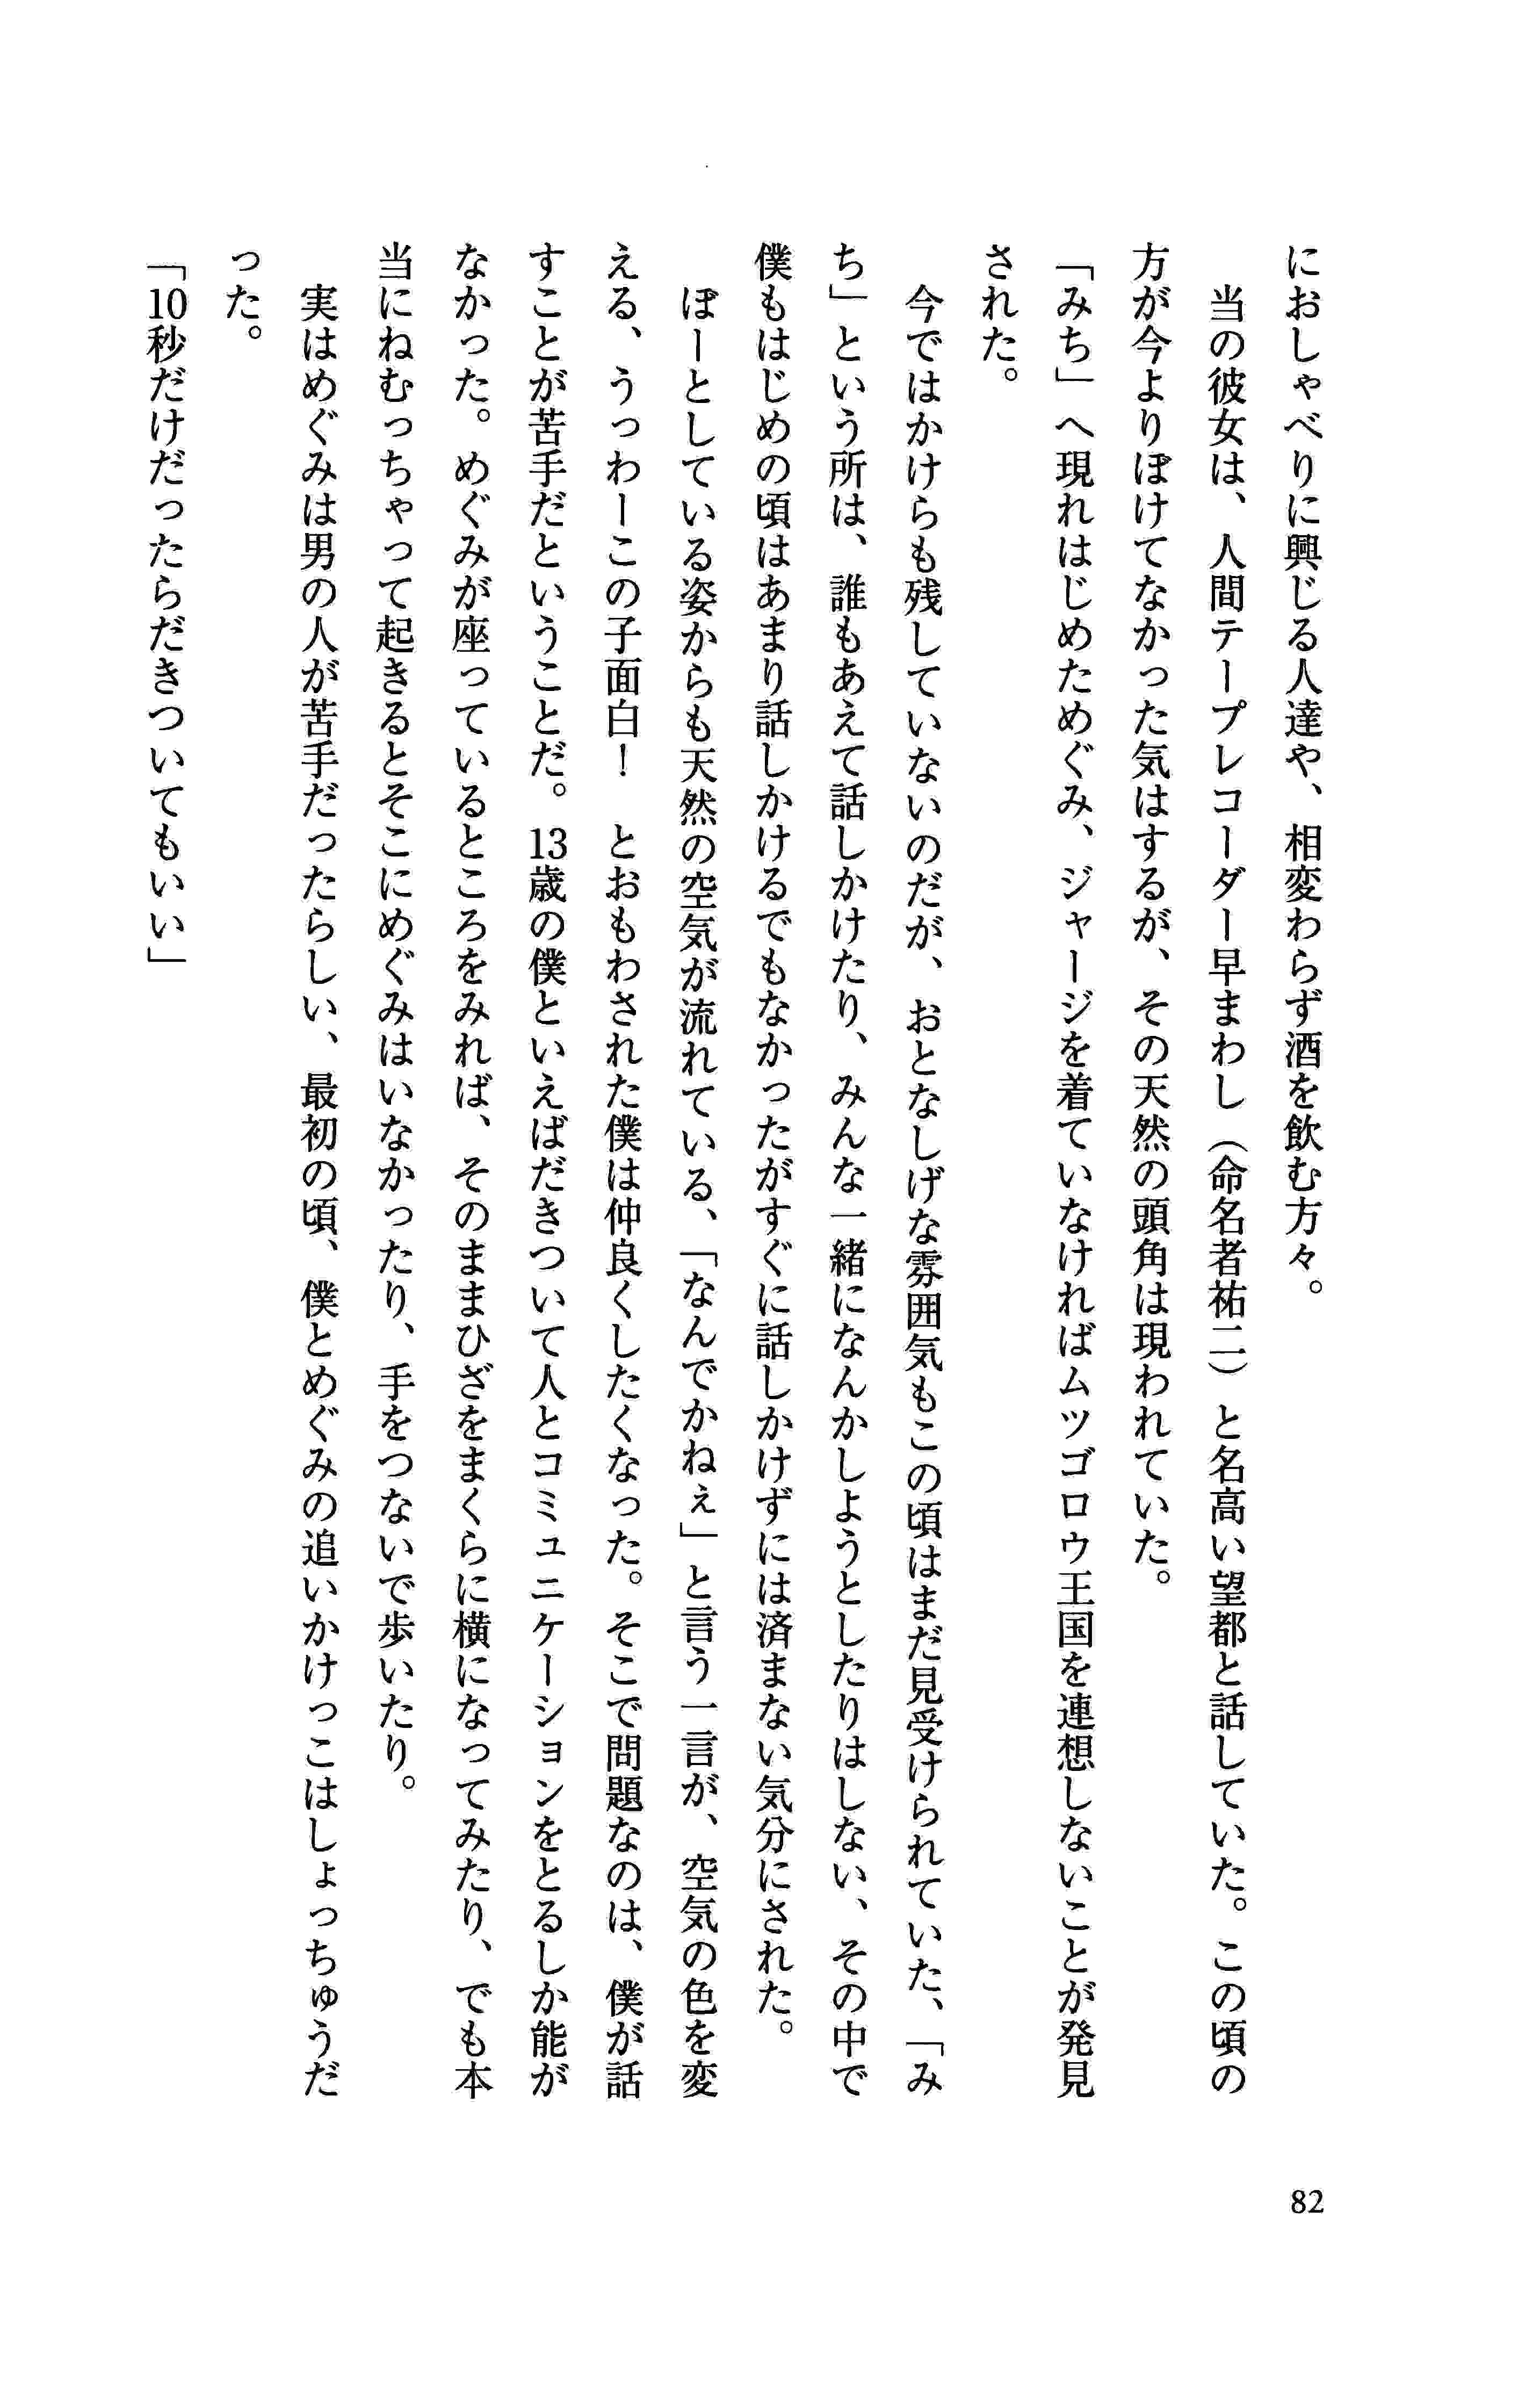 におしゃべりに興じる人達や、相変わらず酒を飲む方々。
　当の彼女は、人間テープレコーダー早まわし（命名者祐二）と名高い望都と話していた。この頃の
方が今よりぼけてなかった気はするが、その天然の頭角は現われていた。
「みち」へ現れはじめためぐみ、ジャージを着ていなければムツゴロウ王国を連想しないことが発見
された。
　今ではかけらも残していないのだが、おとなしげな雰囲気もこの頃はまだ見受けられていた、「み
ち」という所は、誰もあえて話しかけたり、みんな一緒になんかしようとしたりはしない、その中で
僕もはじめの頃はあまり話しかけるでもなかったがすぐに話しかけずには済まない気分にされた。
　ぼーとしている姿からも天然の空気が流れている、「なんでかねぇ」と言う一言が、空気の色を変
える、うっわーこの子面白！　とおもわされた僕は仲良くしたくなった。そこで問題なのは、僕が話
すことが苦手だということだ。13歳の僕といえばだきついて人とコミュニケーションをとるしか能が
なかった。めぐみが座っているところをみれば、そのままひざをまくらに横になってみたり、でも本
当にねむっちゃって起きるとそこにめぐみはいなかったり、手をつないで歩いたり。
　実はめぐみは男の人が苦手だったらしい、最初の頃、僕とめぐみの追いかけっこはしょっちゅうだ
った。
「10秒だけだったらだきついてもいい」
82